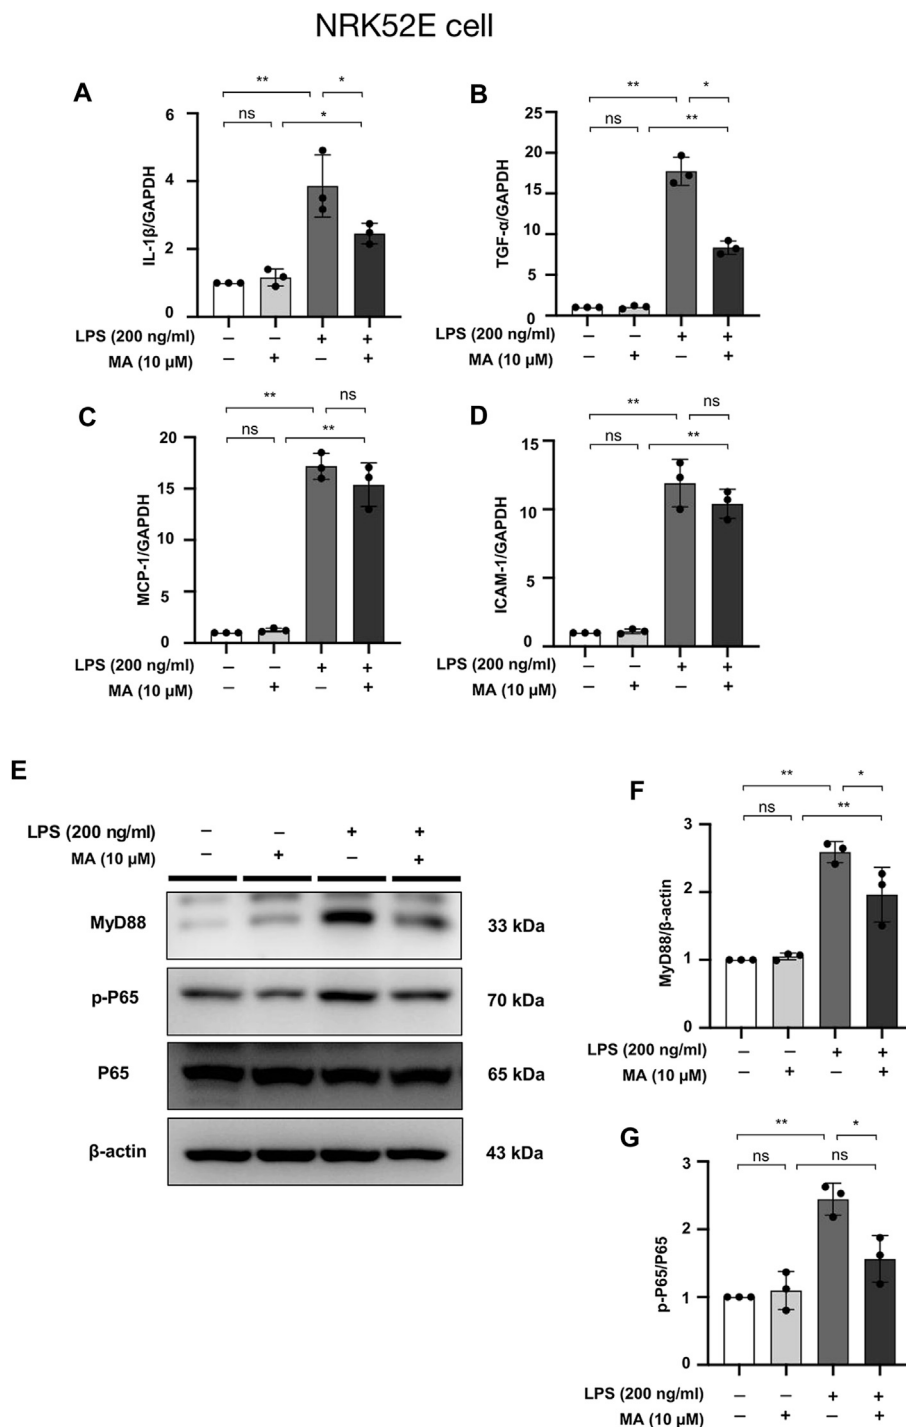 NRK52E cell
A
** *
ns *
6
4
2
0
IL-1β/GAPDH
LPS (200 ng/ml) – – + +
MA (10 µM) – + – +
B
** *
ns **
25
20
15
10
5
0
TGF-α/GAPDH
LPS (200 ng/ml) – – + +
MA (10 µM) – + – +
C
** ns
ns **
20
15
10
5
0
MCP-1/GAPDH
LPS (200 ng/ml) – – + +
MA (10 µM) – + – +
D
** ns
ns **
15
10
5
0
ICAM-1/GAPDH
LPS (200 ng/ml) – – + +
MA (10 µM) – + – +
E
LPS (200 ng/ml) – – + +
MA (10 µM) – + – +
MyD88 33 kDa
p-P65 70 kDa
P65 65 kDa
β-actin 43 kDa
F
** *
ns **
3
2
1
0
MyD88/β-actin
LPS (200 ng/ml) – – + +
MA (10 µM) – + – +
G
** *
ns ns
3
2
1
0
p-P65/P65
LPS (200 ng/ml) – – + +
MA (10 µM) – + – +